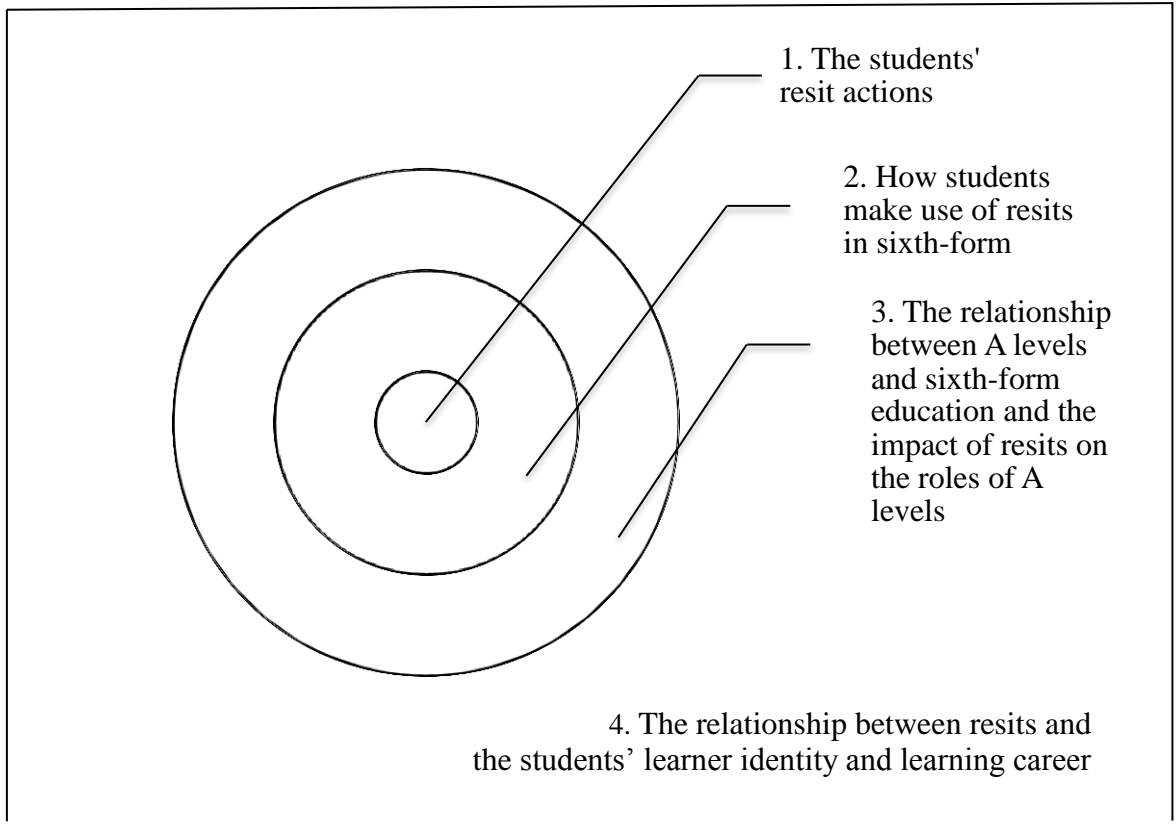 1. The students'
resit actions
2. How students
make use of resits
in sixth-form
3. The relationship
between A levels
and sixth-form
education and the
impact of resits on
the roles of A
levels
4. The relationship between resits and
the students’ learner identity and learning career